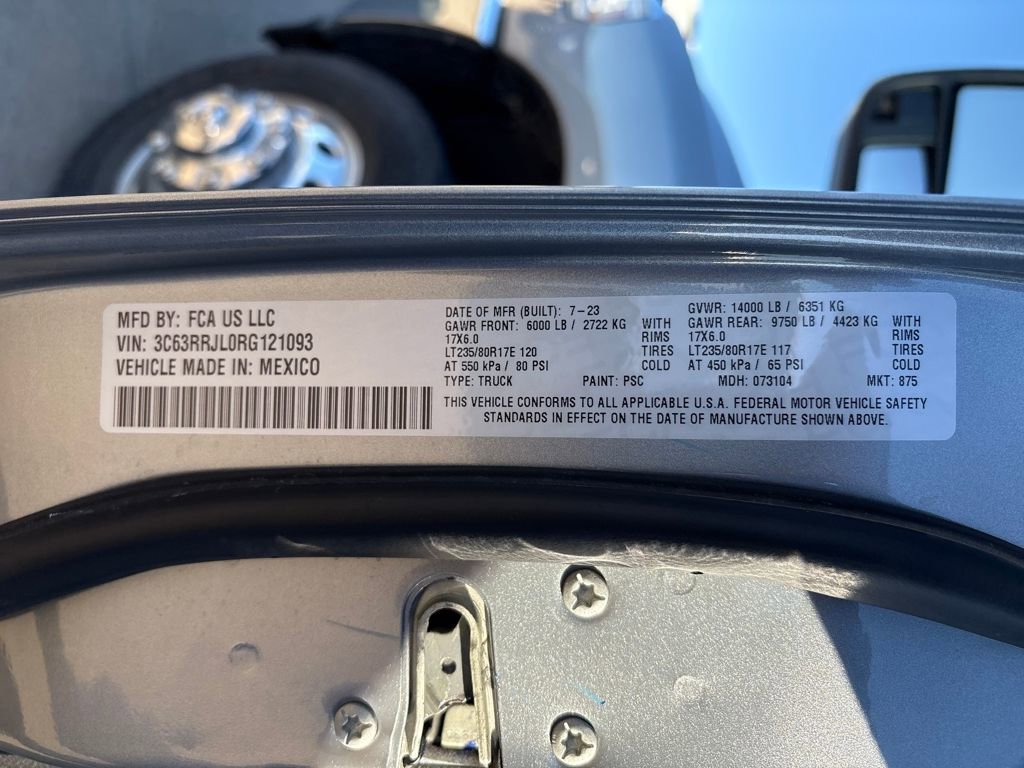 MFD BY: FCA US LLC
VIN: 3C63RRJL0RG121093
VEHICLE MADE IN: MEXICO
DATE OF MFR (BUILT): 7-23
GAWR FRONT: 6000 LB / 2722 KG WITH
17X6.0 RIMS
LT235/80R17E 120 TIRES
AT 550 kPa / 80 PSI COLD
GVWR: 14000 LB / 6351 KG
GAWR REAR: 9750 LB / 4423 KG WITH
17X6.0 RIMS
LT235/80R17E 117 TIRES
AT 450 kPa / 65 PSI COLD
TYPE: TRUCK PAINT: PSC MDH: 073104 MKT: 875
THIS VEHICLE CONFORMS TO ALL APPLICABLE U.S.A. FEDERAL MOTOR VEHICLE SAFETY
STANDARDS IN EFFECT ON THE DATE OF MANUFACTURE SHOWN ABOVE.